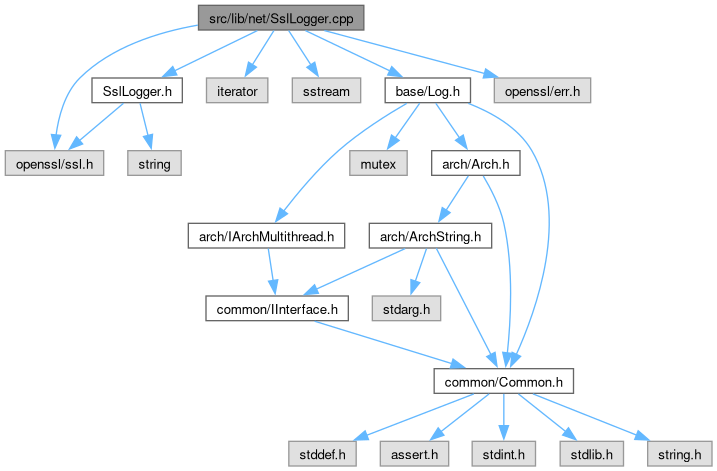 src/lib/net/SslLogger.cpp
SslLogger.h
iterator
sstream
base/Log.h
openssl/err.h
openssl/ssl.h
string
mutex
arch/Arch.h
arch/IArchMultithread.h
arch/ArchString.h
common/IInterface.h
stdarg.h
common/Common.h
stddef.h
assert.h
stdint.h
stdlib.h
string.h